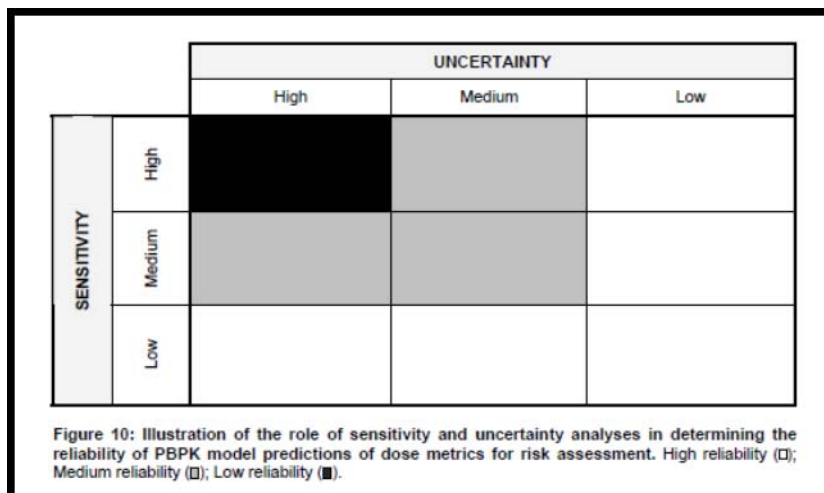 UNCERTAINTY
High Medium Low
SENSITIVITY
High
Medium
Low
Figure 10: Illustration of the role of sensitivity and uncertainty analyses in determining the
reliability of PBPK model predictions of dose metrics for risk assessment. High reliability (□);
Medium reliability (▥); Low reliability (■).